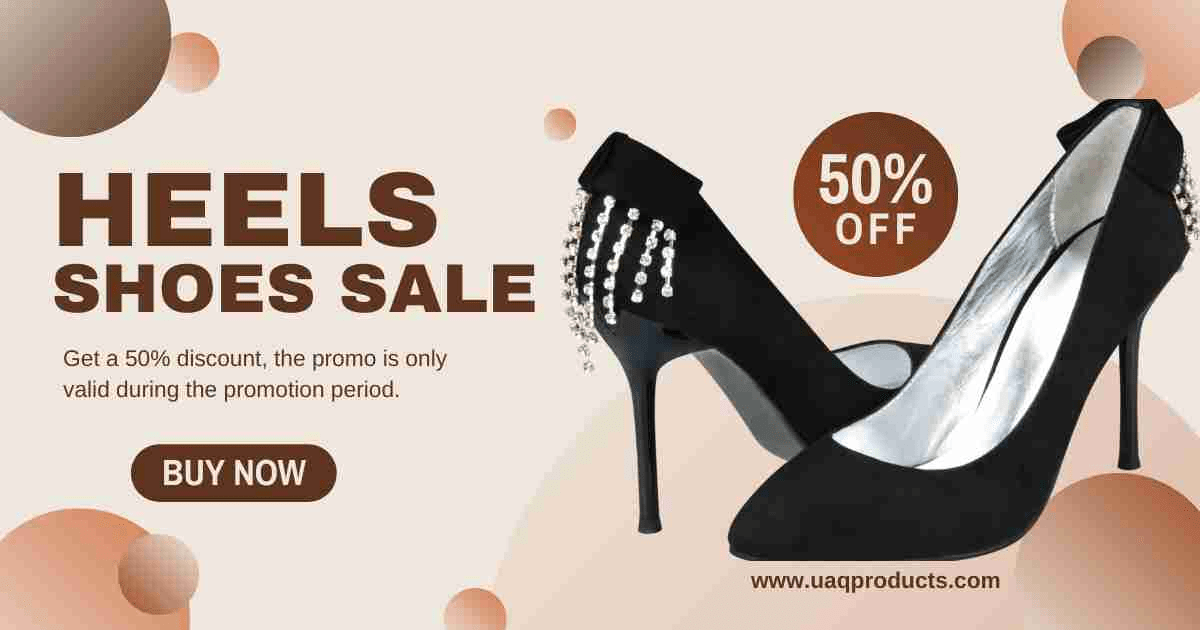 HEELS
SHOES SALE
Get a 50% discount, the promo is only
valid during the promotion period.
BUY NOW
50%
OFF
www.uaqproducts.com